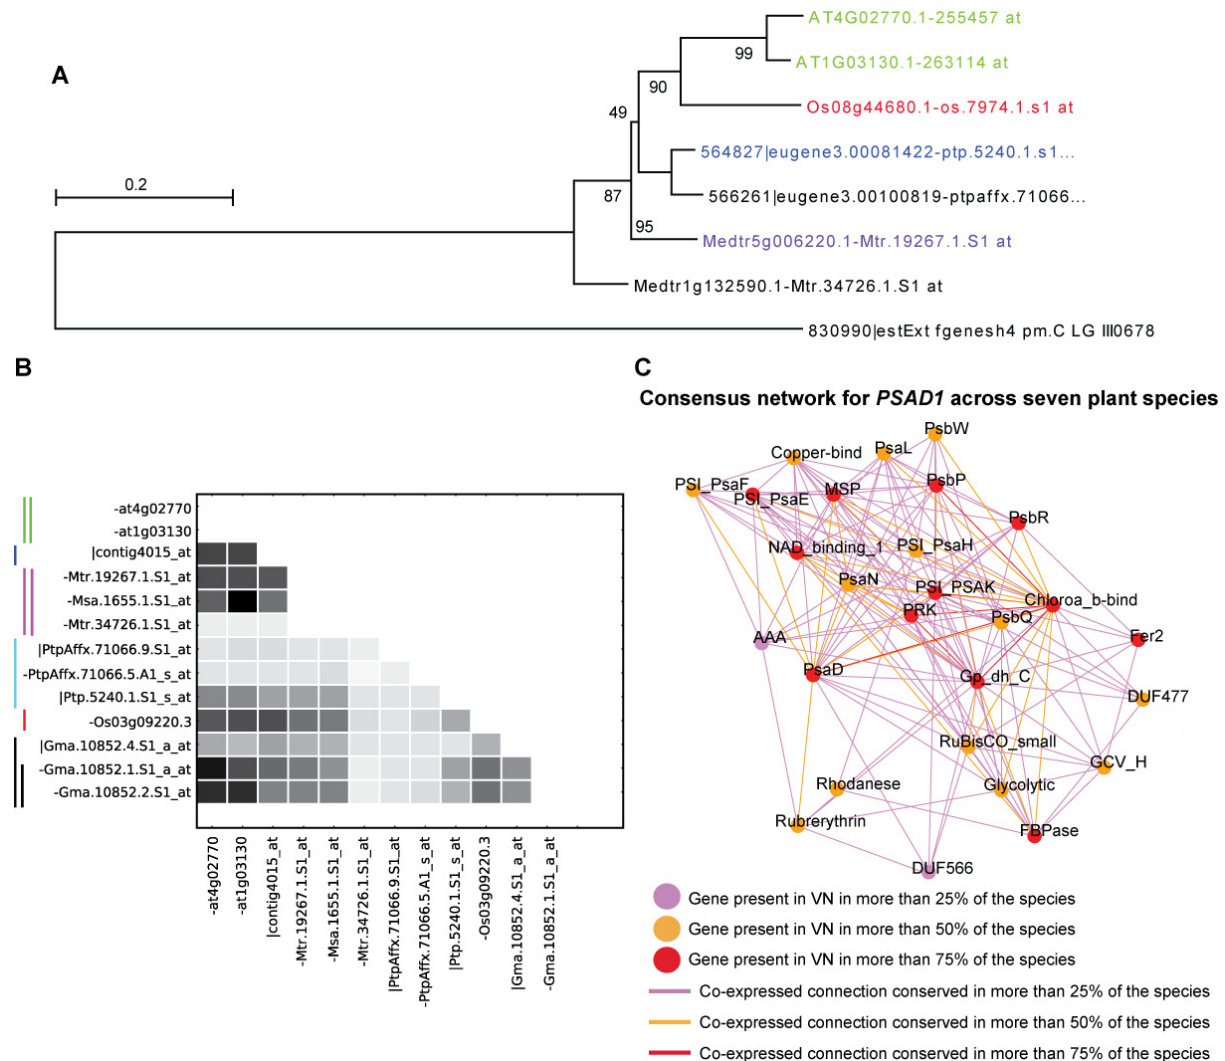 A
AT4G02770.1-255457 at
99
AT1G03130.1-263114 at
90
Os08g44680.1-os.7974.1.s1 at
49
564827|eugene3.00081422-ptp.5240.1.s1...
0.2
87
566261|eugene3.00100819-ptpaffx.71066...
95
Medtr5g006220.1-Mtr.19267.1.S1 at
Medtr1g132590.1-Mtr.34726.1.S1 at
830990|estExt fgenesh4 pm.C LG III0678
B
-at4g02770
-at1g03130
|contig4015_at
-Mtr.19267.1.S1_at
-Msa.1655.1.S1_at
-Mtr.34726.1.S1_at
|PtpAffx.71066.9.S1_at
-PtpAffx.71066.5.A1_s_at
|Ptp.5240.1.S1_s_at
-Os03g09220.3
|Gma.10852.4.S1_a_at
-Gma.10852.1.S1_a_at
-Gma.10852.2.S1_at
-at4g02770
-at1g03130
|contig4015_at
-Mtr.19267.1.S1_at
-Msa.1655.1.S1_at
-Mtr.34726.1.S1_at
|PtpAffx.71066.9.S1_at
-PtpAffx.71066.5.A1_s_at
|Ptp.5240.1.S1_s_at
-Os03g09220.3
|Gma.10852.4.S1_a_at
-Gma.10852.1.S1_a_at
C
Consensus network for PSAD1 across seven plant species
PsbW
Copper-bind
PsaL
PSI_PsaF
PSI_PsaE
MSP
PsbP
PsbR
NAD_binding_1
PSI_PsaH
PsaN
PSI_PSAK
Chloroa_b-bind
PRK
PsbQ
AAA
Fer2
PsaD
Gp_dh_C
DUF477
RuBisCO_small
GCV_H
Rhodanese
Glycolytic
Rubrerythrin
FBPase
DUF566
Gene present in VN in more than 25% of the species
Gene present in VN in more than 50% of the species
Gene present in VN in more than 75% of the species
Co-expressed connection conserved in more than 25% of the species
Co-expressed connection conserved in more than 50% of the species
Co-expressed connection conserved in more than 75% of the species